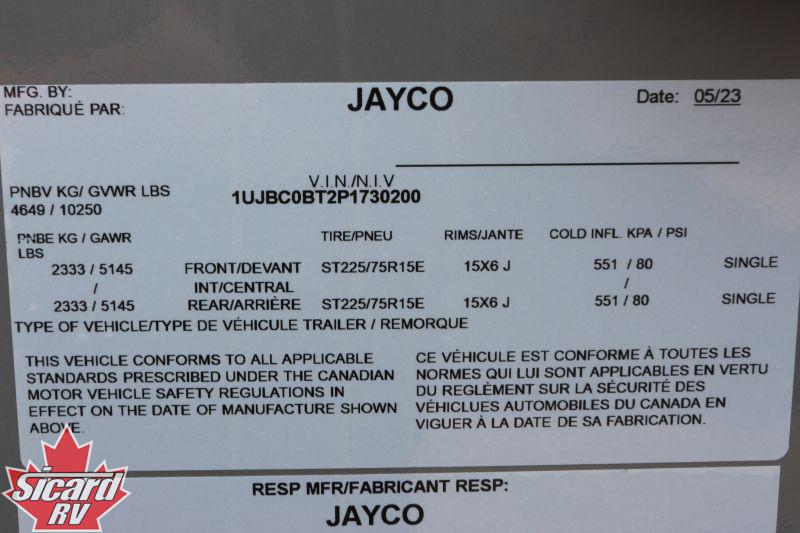 MFG. BY:
FABRIQUÉ PAR:
JAYCO
Date: 05/23
V.I.N./N.I.V
PNBV KG/ GVWR LBS
1UJBC0BT2P1730200
4649 / 10250
PNBE KG / GAWR LBS
TIRE/PNEU
RIMS/JANTE
COLD INFL. KPA / PSI
2333 / 5145 FRONT/DEVANT ST225/75R15E 15X6 J 551 / 80 SINGLE
/ INT/CENTRAL /
2333 / 5145 REAR/ARRIÈRE ST225/75R15E 15X6 J 551 / 80 SINGLE
TYPE OF VEHICLE/TYPE DE VÉHICULE TRAILER / REMORQUE
THIS VEHICLE CONFORMS TO ALL APPLICABLE
STANDARDS PRESCRIBED UNDER THE CANADIAN
MOTOR VEHICLE SAFETY REGULATIONS IN
EFFECT ON THE DATE OF MANUFACTURE SHOWN
ABOVE.
CE VÉHICULE EST CONFORME À TOUTES LES
NORMES QUI LUI SONT APPLICABLES EN VERTU
DU REGLÈMENT SUR LA SÉCURITÉ DES
VÉHICLUES AUTOMOBILES DU CANADA EN
VIGUER À LA DATE DE SA FABRICATION.
RESP MFR/FABRICANT RESP:
JAYCO
Sicard
RV